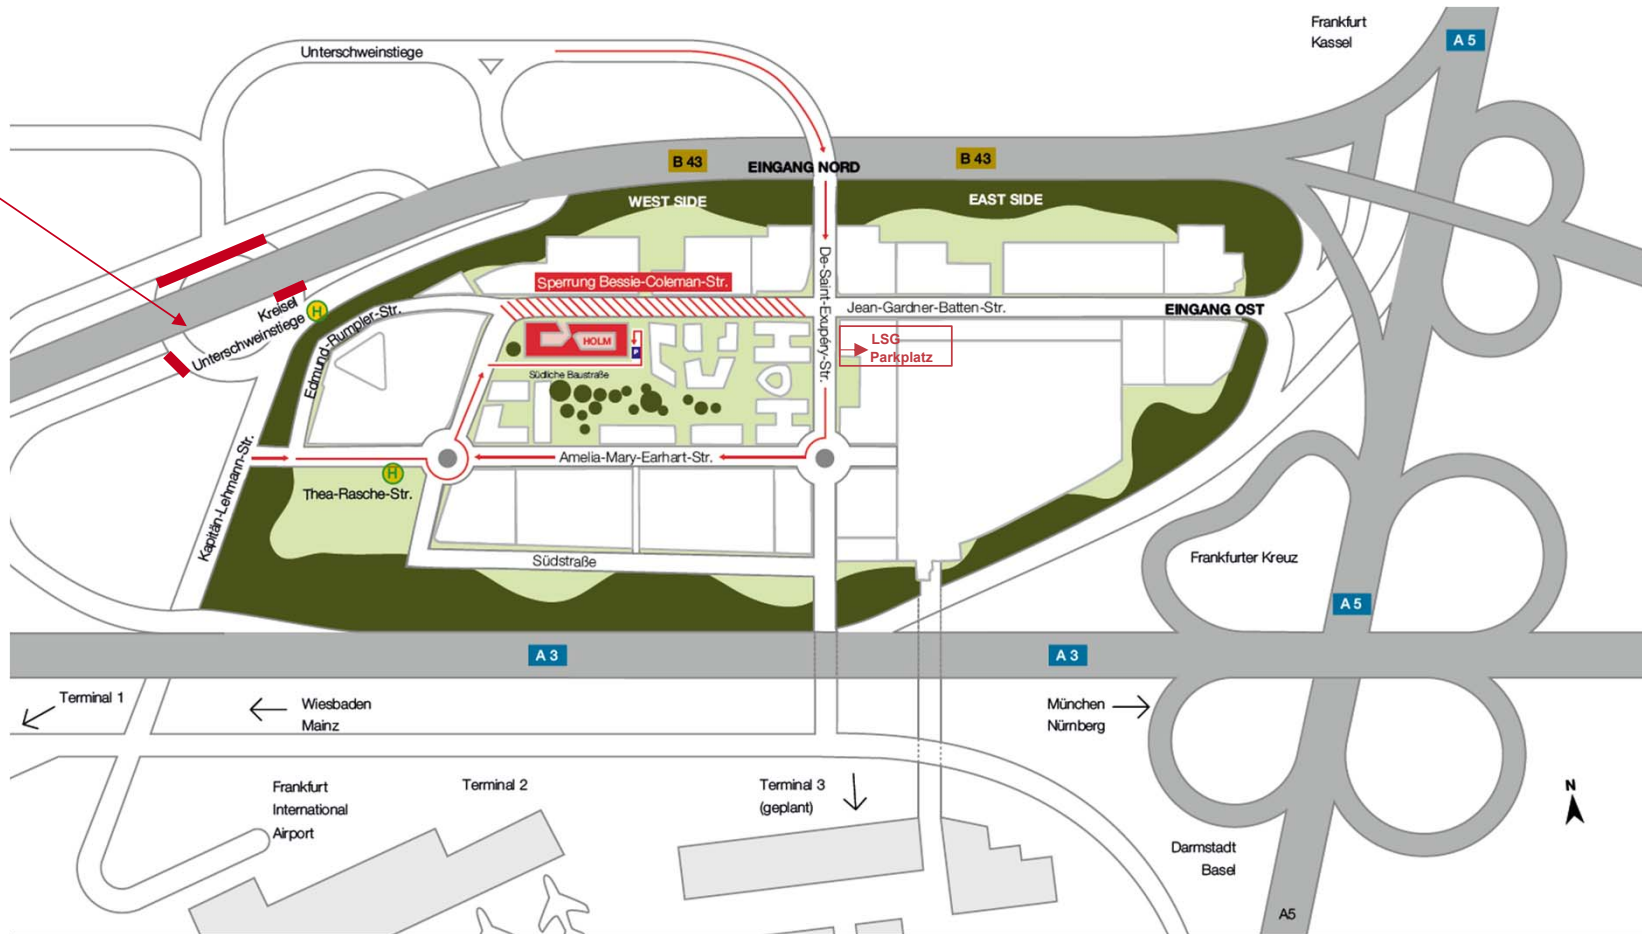 Frankfurt
Kassel
A 5
Unterschweinstiege
B 43
EINGANG NORD
B 43
WEST SIDE
EAST SIDE
Sperrung Bessie-Coleman-Str.
De-Saint-Exupéry-Str.
Jean-Gardner-Batten-Str.
EINGANG OST
Kreisel
Unterschweinstiege
H
Edmund-Rumpler-Str.
HOLM
P
LSG
Parkplatz
Südliche Baustraße
Kapitän-Lehmann-Str.
Amelia-Mary-Earhart-Str.
H
Thea-Rasche-Str.
Südstraße
Frankfurter Kreuz
A 5
A 3
A 3
Terminal 1
Wiesbaden
Mainz
München
Nürnberg
Frankfurt
International
Airport
Terminal 2
Terminal 3
(geplant)
N
Darmstadt
Basel
A5